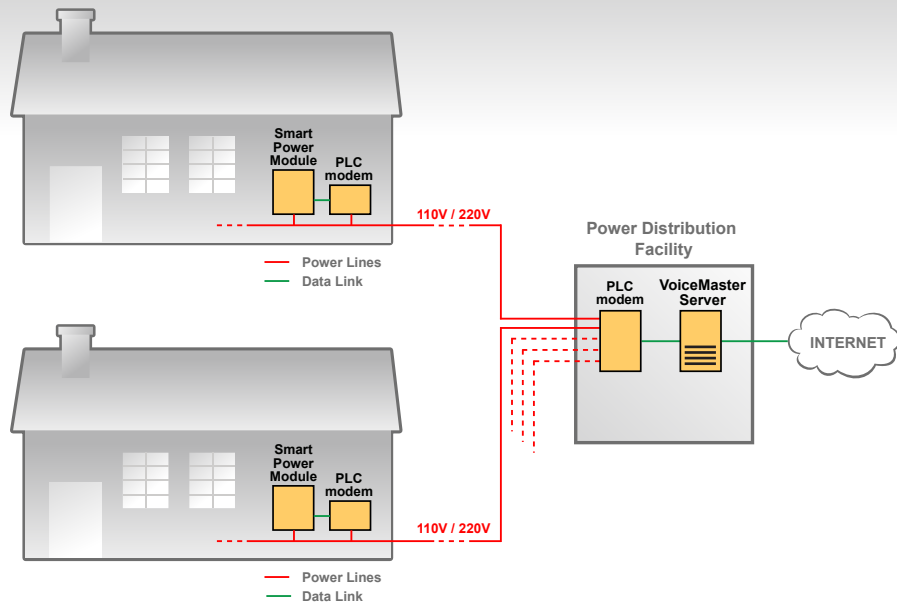 Smart
Power
Module
PLC
modem
110V / 220V
Power Lines
Data Link
Power Distribution
Facility
PLC
modem
VoiceMaster
Server
INTERNET
Smart
Power
Module
PLC
modem
110V / 220V
Power Lines
Data Link